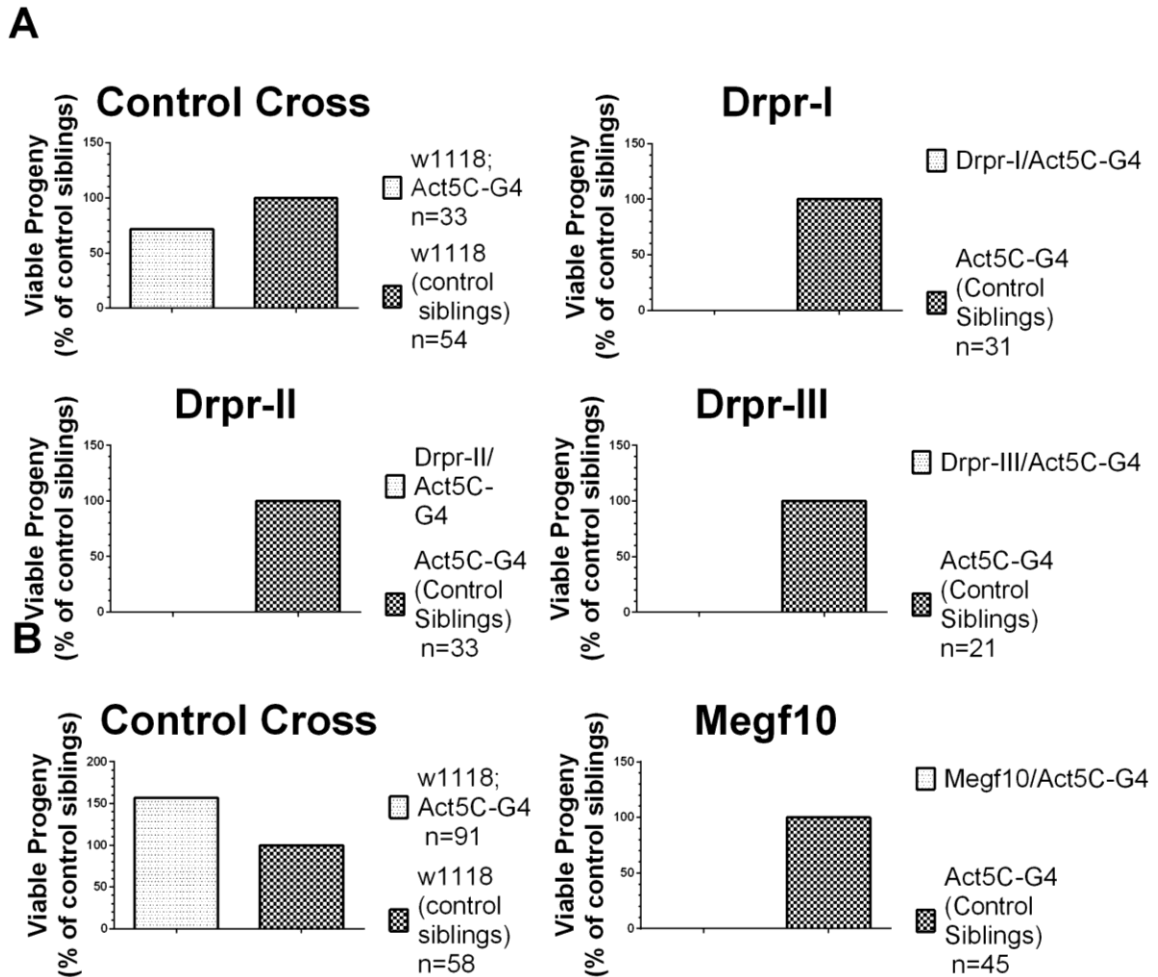 A
Control Cross
Viable Progeny
(% of control siblings)
150
100
50
0
w1118;
Act5C-G4
n=33
w1118
(control
siblings)
n=54
Drpr-I
Viable Progeny
(% of control siblings)
150
100
50
0
Drpr-I/Act5C-G4
Act5C-G4
(Control
Siblings)
n=31
Drpr-II
Viable Progeny
(% of control siblings)
150
100
50
0
Drpr-II/
Act5C-
G4
Act5C-G4
(Control
Siblings)
n=33
Drpr-III
Viable Progeny
(% of control siblings)
150
100
50
0
Drpr-III/Act5C-G4
Act5C-G4
(Control
Siblings)
n=21
B
Control Cross
Viable Progeny
(% of control siblings)
200
150
100
50
0
w1118;
Act5C-G4
n=91
w1118
(control
siblings)
n=58
Megf10
Viable Progeny
(% of control siblings)
150
100
50
0
Megf10/Act5C-G4
Act5C-G4
(Control
Siblings)
n=45